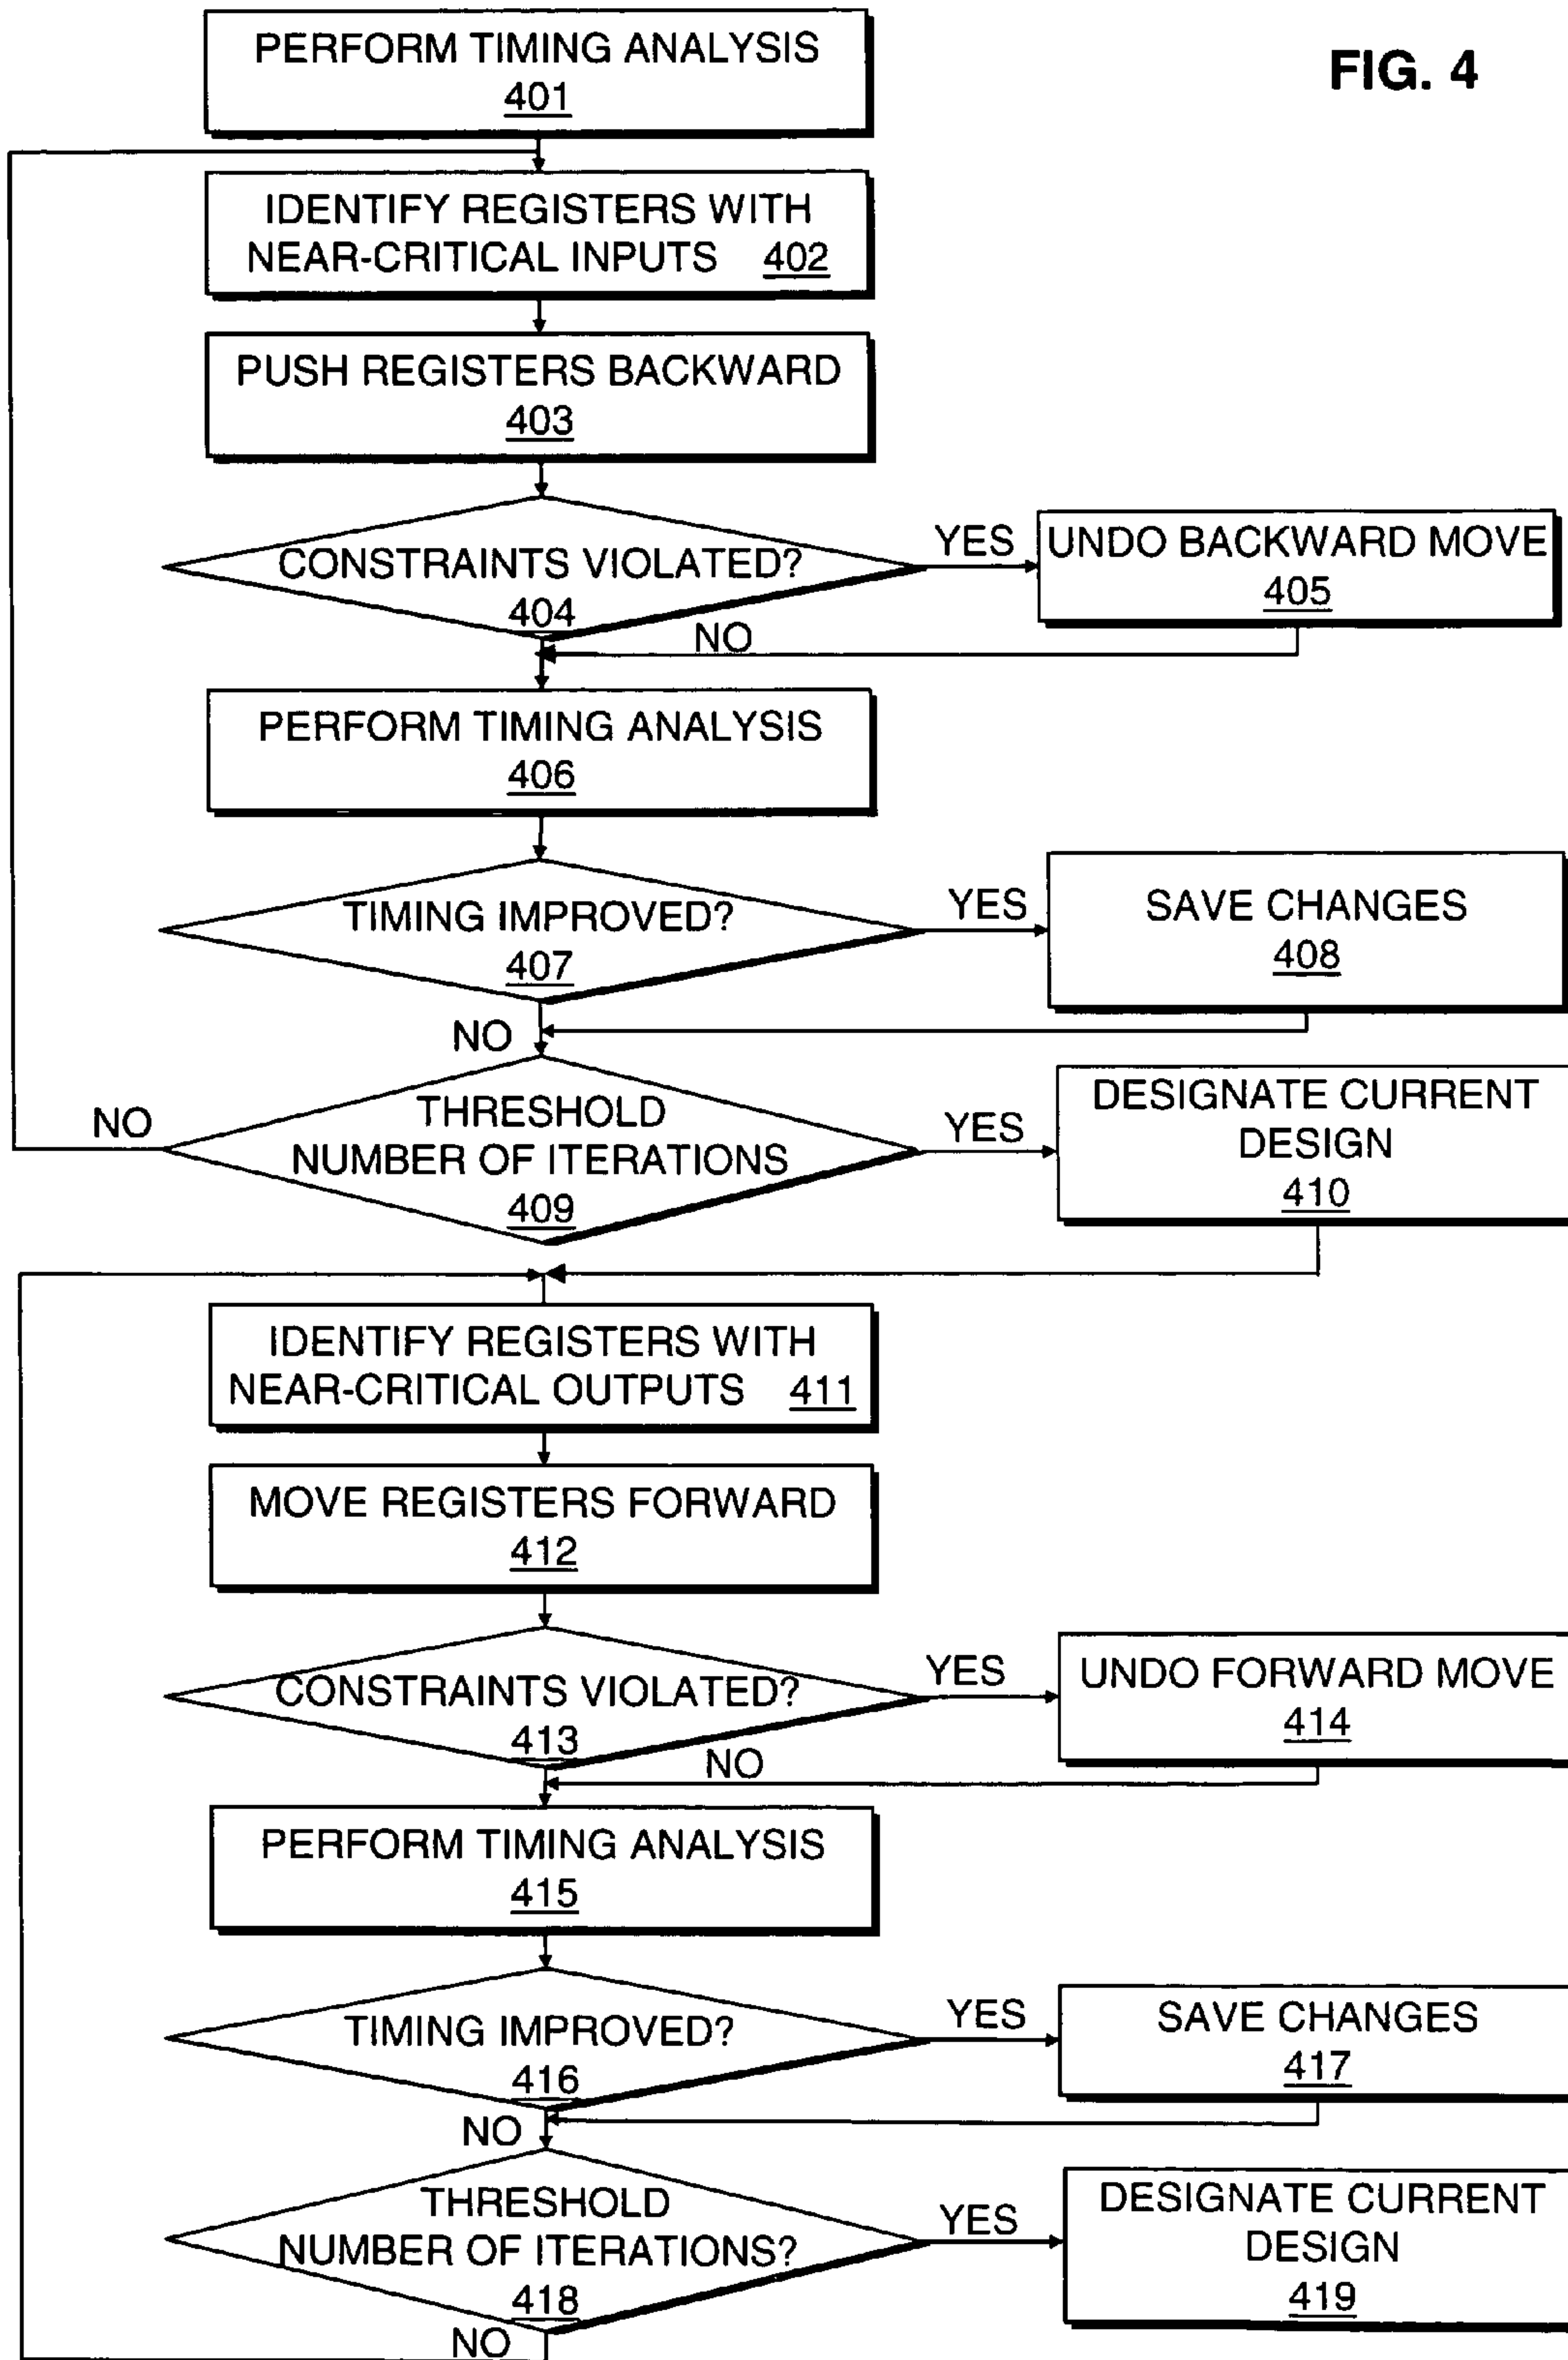 FIG. 4
PERFORM TIMING ANALYSIS
401
IDENTIFY REGISTERS WITH
NEAR-CRITICAL INPUTS 402
PUSH REGISTERS BACKWARD
403
CONSTRAINTS VIOLATED?
404
YES
UNDO BACKWARD MOVE
405
NO
PERFORM TIMING ANALYSIS
406
TIMING IMPROVED?
407
YES
SAVE CHANGES
408
NO
THRESHOLD
NUMBER OF ITERATIONS
409
NO
YES
DESIGNATE CURRENT
DESIGN
410
IDENTIFY REGISTERS WITH
NEAR-CRITICAL OUTPUTS 411
MOVE REGISTERS FORWARD
412
CONSTRAINTS VIOLATED?
413
YES
UNDO FORWARD MOVE
414
NO
PERFORM TIMING ANALYSIS
415
TIMING IMPROVED?
416
YES
SAVE CHANGES
417
NO
THRESHOLD
NUMBER OF ITERATIONS?
418
YES
DESIGNATE CURRENT
DESIGN
419
NO